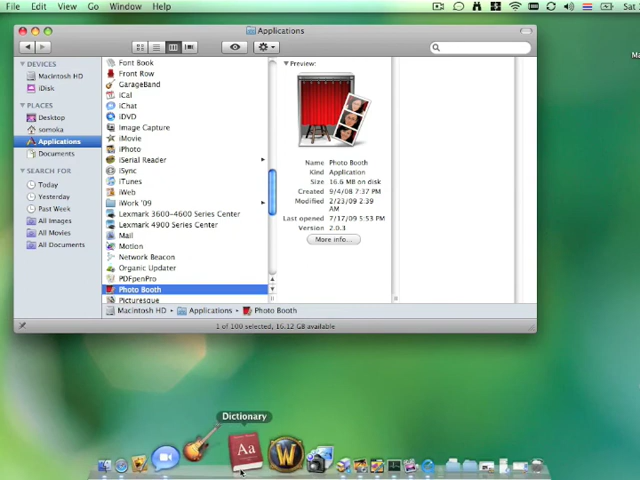 File Edit View Go Window Help Sat
Applications
DEVICES
Macintosh HD
iDisk
PLACES
Desktop
somoka
Applications
Documents
SEARCH FOR
Today
Yesterday
Past Week
All Images
All Movies
All Documents
Font Book
Front Row
GarageBand
iCal
iChat
iDVD
Image Capture
iMovie
iPhoto
iSerial Reader
iSync
iTunes
iWeb
iWork '09
Lexmark 3600-4600 Series Center
Lexmark 4900 Series Center
Mail
Motion
Network Beacon
Organic Updater
PDFpenPro
Photo Booth
Picturesque
Preview:
Name Photo Booth
Kind Application
Size 16.6 MB on disk
Created 9/4/08 7:37 PM
Modified 2/23/09 2:39 AM
Last opened 7/17/09 5:53 PM
Version 2.0.3
More info...
Macintosh HD Applications Photo Booth
1 of 100 selected, 16.12 GB available
Ma
Dictionary
Aa
W